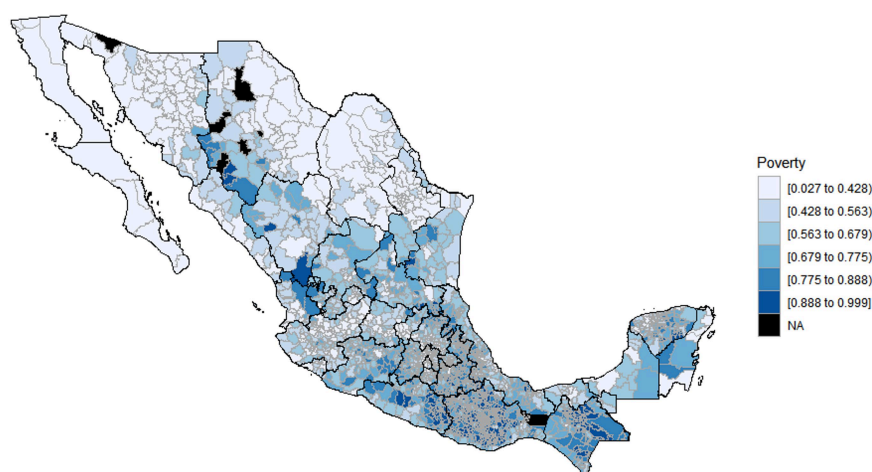 Poverty
[0.027 to 0.428)
[0.428 to 0.563)
[0.563 to 0.679)
[0.679 to 0.775)
[0.775 to 0.888)
[0.888 to 0.999]
NA